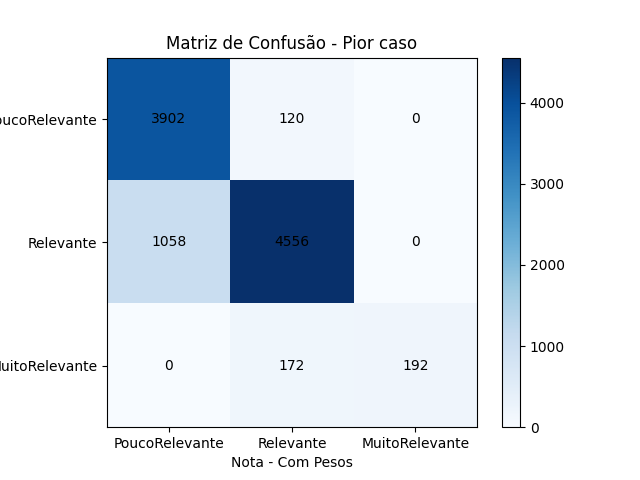 Matriz de Confusão - Pior caso
oucoRelevante
3902 120 0
Relevante
1058 4556 0
uitoRelevante
0 172 192
PoucoRelevante Relevante MuitoRelevante
Nota - Com Pesos
4000
3000
2000
1000
0